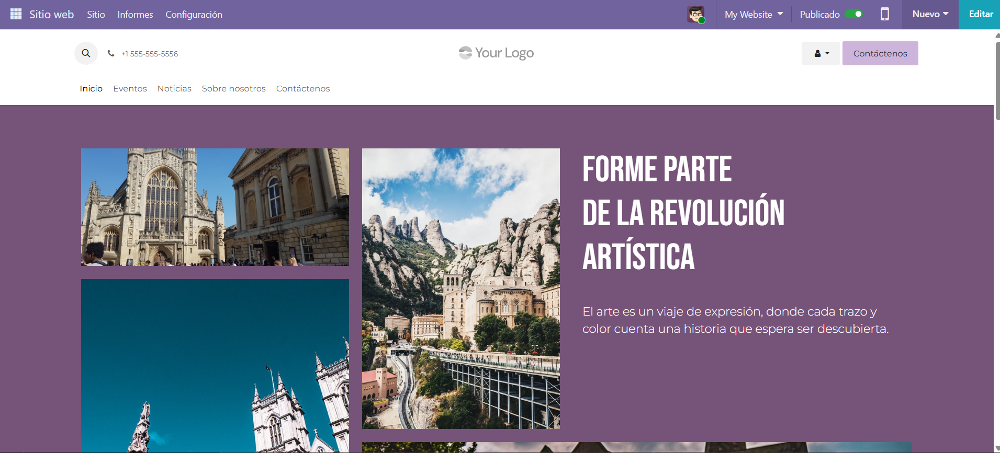 Sitio web Sitio Informes Configuración My Website Publicado Nuevo Editar
+1 555-555-5556 Your Logo Contáctenos
Inicio Eventos Noticias Sobre nosotros Contáctenos
FORME PARTE
DE LA REVOLUCIÓN
ARTÍSTICA
El arte es un viaje de expresión, donde cada trazo y
color cuenta una historia que espera ser descubierta.